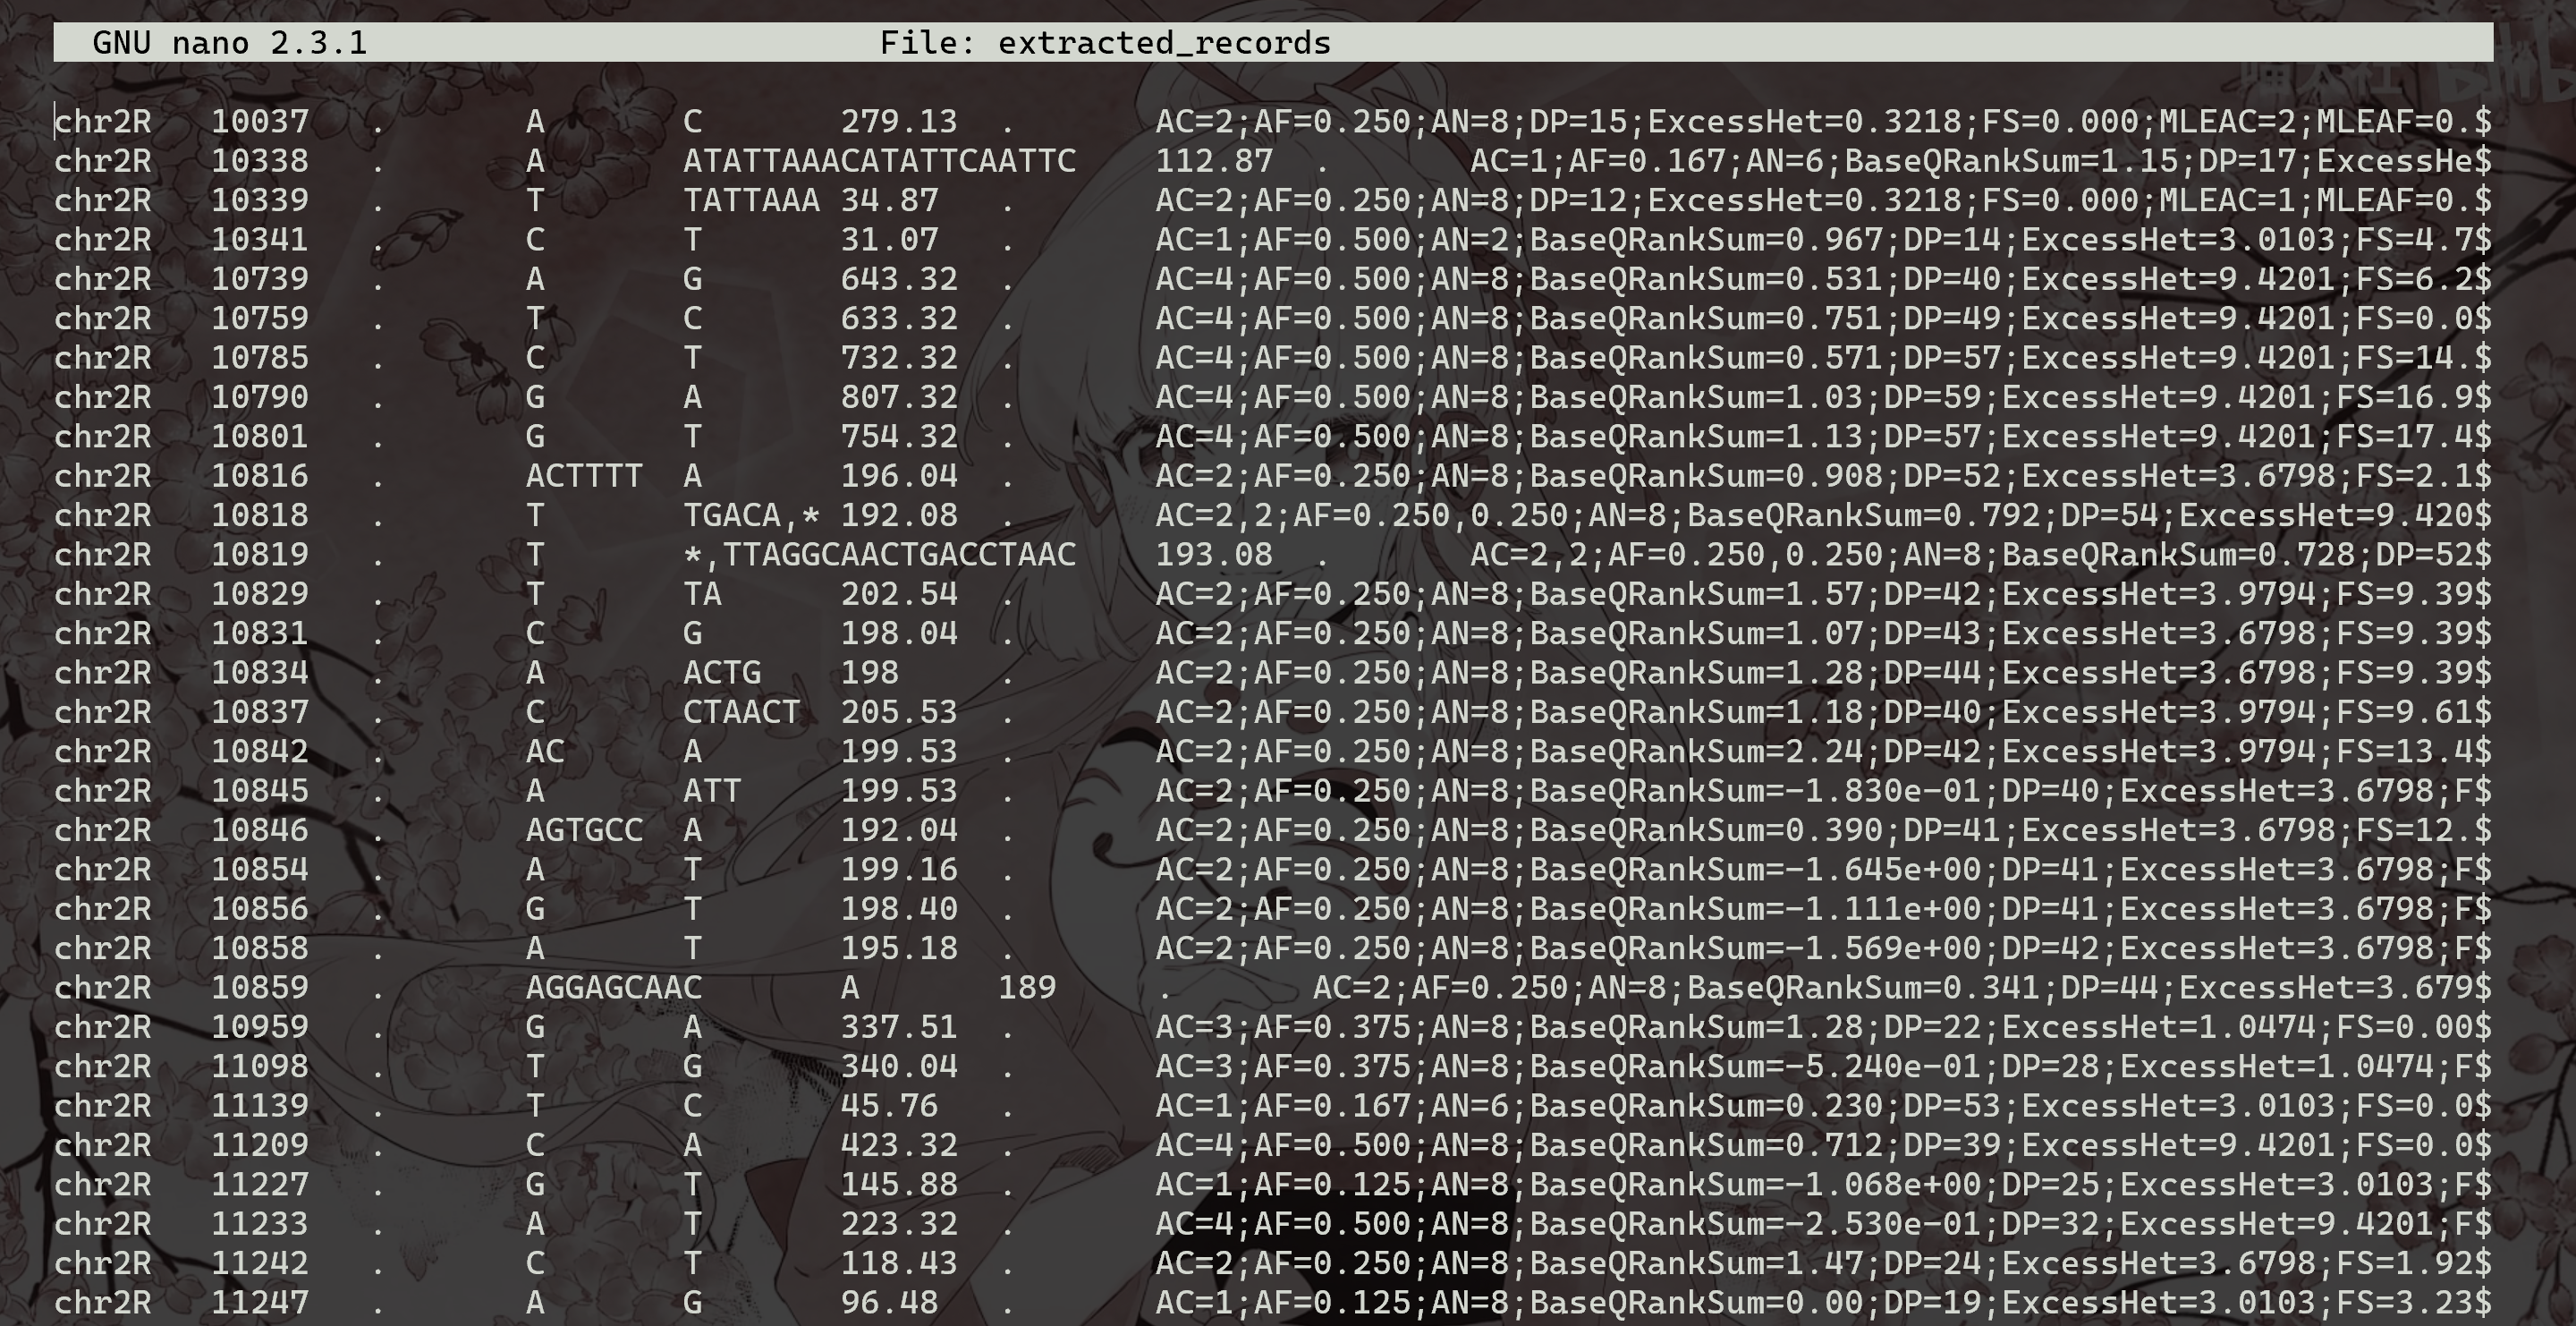 GNU nano 2.3.1 File: extracted_records
chr2R 10037 . A C 279.13 . AC=2;AF=0.250;AN=8;DP=15;ExcessHet=0.3218;FS=0.000;MLEAC=2;MLEAF=0.$
chr2R 10338 . A ATATTAAACATATTCAATTC 112.87 . AC=1;AF=0.167;AN=6;BaseQRankSum=1.15;DP=17;ExcessHe$
chr2R 10339 . T TATTAAA 34.87 . AC=2;AF=0.250;AN=8;DP=12;ExcessHet=0.3218;FS=0.000;MLEAC=1;MLEAF=0.$
chr2R 10341 . C T 31.07 . AC=1;AF=0.500;AN=2;BaseQRankSum=0.967;DP=14;ExcessHet=3.0103;FS=4.7$
chr2R 10739 . A G 643.32 . AC=4;AF=0.500;AN=8;BaseQRankSum=0.531;DP=40;ExcessHet=9.4201;FS=6.2$
chr2R 10759 . T C 633.32 . AC=4;AF=0.500;AN=8;BaseQRankSum=0.751;DP=49;ExcessHet=9.4201;FS=0.0$
chr2R 10785 . C T 732.32 . AC=4;AF=0.500;AN=8;BaseQRankSum=0.571;DP=57;ExcessHet=9.4201;FS=14.$
chr2R 10790 . G A 807.32 . AC=4;AF=0.500;AN=8;BaseQRankSum=1.03;DP=59;ExcessHet=9.4201;FS=16.9$
chr2R 10801 . G T 754.32 . AC=4;AF=0.500;AN=8;BaseQRankSum=1.13;DP=57;ExcessHet=9.4201;FS=17.4$
chr2R 10816 . ACTTTT A 196.04 . AC=2;AF=0.250;AN=8;BaseQRankSum=0.908;DP=52;ExcessHet=3.6798;FS=2.1$
chr2R 10818 . T TGACA,* 192.08 . AC=2,2;AF=0.250,0.250;AN=8;BaseQRankSum=0.792;DP=54;ExcessHet=9.420$
chr2R 10819 . T *,TTAGGCAACTGACCTAAC 193.08 . AC=2,2;AF=0.250,0.250;AN=8;BaseQRankSum=0.728;DP=52$
chr2R 10829 . T TA 202.54 . AC=2;AF=0.250;AN=8;BaseQRankSum=1.57;DP=42;ExcessHet=3.9794;FS=9.39$
chr2R 10831 . C G 198.04 . AC=2;AF=0.250;AN=8;BaseQRankSum=1.07;DP=43;ExcessHet=3.6798;FS=9.39$
chr2R 10834 . A ACTG 198 . AC=2;AF=0.250;AN=8;BaseQRankSum=1.28;DP=44;ExcessHet=3.6798;FS=9.39$
chr2R 10837 . C CTAACT 205.53 . AC=2;AF=0.250;AN=8;BaseQRankSum=1.18;DP=40;ExcessHet=3.9794;FS=9.61$
chr2R 10842 . AC A 199.53 . AC=2;AF=0.250;AN=8;BaseQRankSum=2.24;DP=42;ExcessHet=3.9794;FS=13.4$
chr2R 10845 . A ATT 199.53 . AC=2;AF=0.250;AN=8;BaseQRankSum=-1.830e-01;DP=40;ExcessHet=3.6798;F$
chr2R 10846 . AGTGCC A 192.04 . AC=2;AF=0.250;AN=8;BaseQRankSum=0.390;DP=41;ExcessHet=3.6798;FS=12.$
chr2R 10854 . A T 199.16 . AC=2;AF=0.250;AN=8;BaseQRankSum=-1.645e+00;DP=41;ExcessHet=3.6798;F$
chr2R 10856 . G T 198.40 . AC=2;AF=0.250;AN=8;BaseQRankSum=-1.111e+00;DP=41;ExcessHet=3.6798;F$
chr2R 10858 . A T 195.18 . AC=2;AF=0.250;AN=8;BaseQRankSum=-1.569e+00;DP=42;ExcessHet=3.6798;F$
chr2R 10859 . AGGAGCAAC A 189 . AC=2;AF=0.250;AN=8;BaseQRankSum=0.341;DP=44;ExcessHet=3.679$
chr2R 10959 . G A 337.51 . AC=3;AF=0.375;AN=8;BaseQRankSum=1.28;DP=22;ExcessHet=1.0474;FS=0.00$
chr2R 11098 . T G 340.04 . AC=3;AF=0.375;AN=8;BaseQRankSum=-5.240e-01;DP=28;ExcessHet=1.0474;F$
chr2R 11139 . T C 45.76 . AC=1;AF=0.167;AN=6;BaseQRankSum=0.230;DP=53;ExcessHet=3.0103;FS=0.0$
chr2R 11209 . C A 423.32 . AC=4;AF=0.500;AN=8;BaseQRankSum=0.712;DP=39;ExcessHet=9.4201;FS=0.0$
chr2R 11227 . G T 145.88 . AC=1;AF=0.125;AN=8;BaseQRankSum=-1.068e+00;DP=25;ExcessHet=3.0103;F$
chr2R 11233 . A T 223.32 . AC=4;AF=0.500;AN=8;BaseQRankSum=-2.530e-01;DP=32;ExcessHet=9.4201;F$
chr2R 11242 . C T 118.43 . AC=2;AF=0.250;AN=8;BaseQRankSum=1.47;DP=24;ExcessHet=3.6798;FS=1.92$
chr2R 11247 . A G 96.48 . AC=1;AF=0.125;AN=8;BaseQRankSum=0.00;DP=19;ExcessHet=3.0103;FS=3.23$